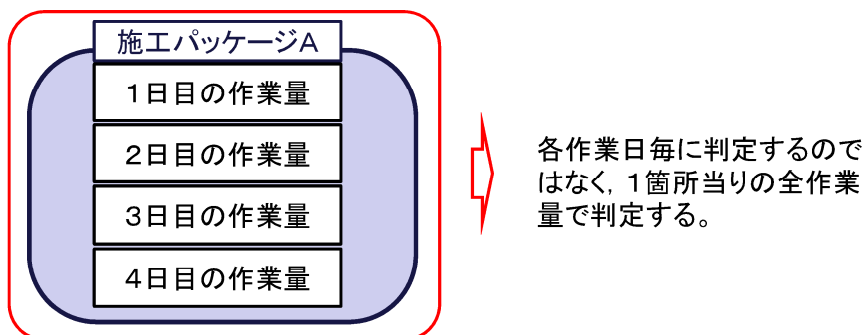 施工パッケージA
1日目の作業量
2日目の作業量
3日目の作業量
4日目の作業量
各作業日毎に判定するので
はなく，1箇所当りの全作業
量で判定する。